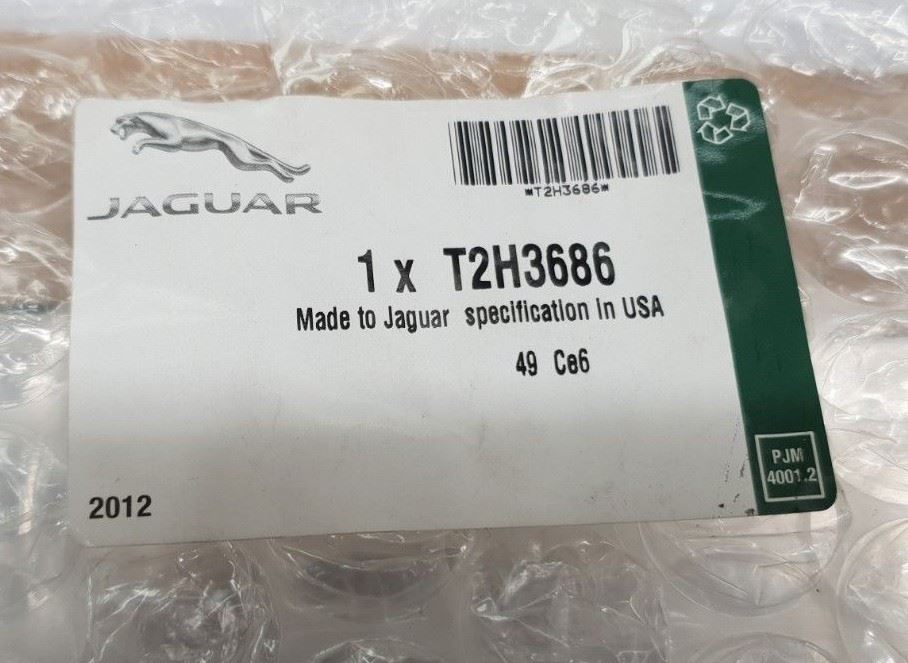 JAGUAR
*T2H3686*
1 x T2H3686
Made to Jaguar specification in USA
49 Ce6
2012
PJM
4001.2